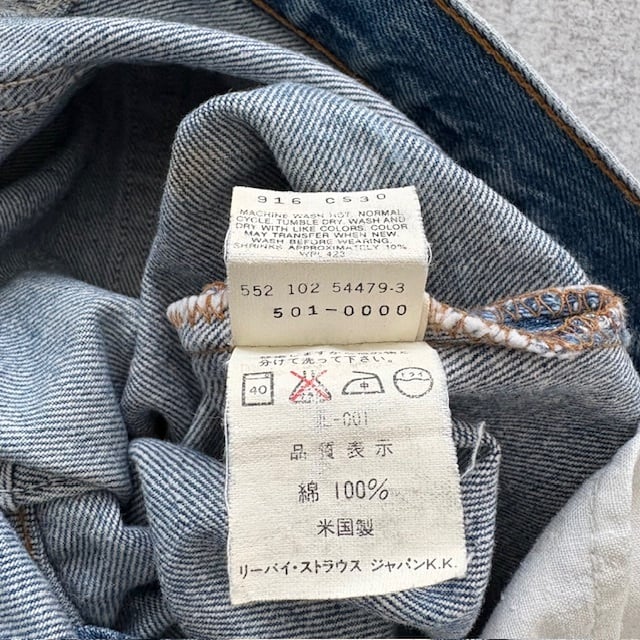 916 0530
MACHINE WASH HOT, NORMAL
CYCLE. TUMBLE DRY. WASH AND
DRY WITH LIKE COLORS. COLOR
MAY TRANSFER WHEN NEW.
WASH BEFORE WEARING.
SHRINKS APPROXIMATELY 10%
WPL 423
552 102 54479-3
501-0000
分けて洗って下さい。
40 中
L-001
品質表示
綿 100%
米国製
リーバイ・ストラウス ジャパンK.K.